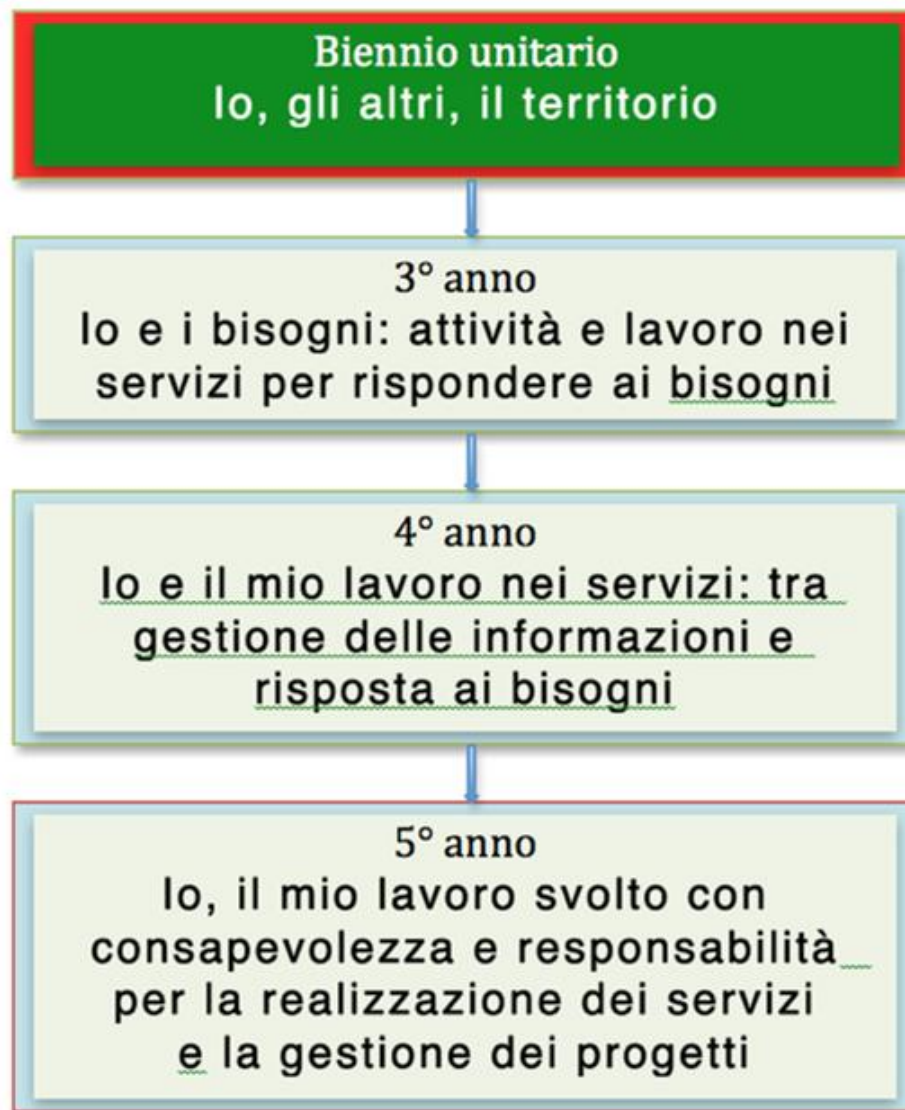 Biennio unitario
Io, gli altri, il territorio
3° anno
Io e i bisogni: attività e lavoro nei
servizi per rispondere ai bisogni
4° anno
Io e il mio lavoro nei servizi: tra
gestione delle informazioni e
risposta ai bisogni
5° anno
Io, il mio lavoro svolto con
consapevolezza e responsabilità
per la realizzazione dei servizi
e la gestione dei progetti